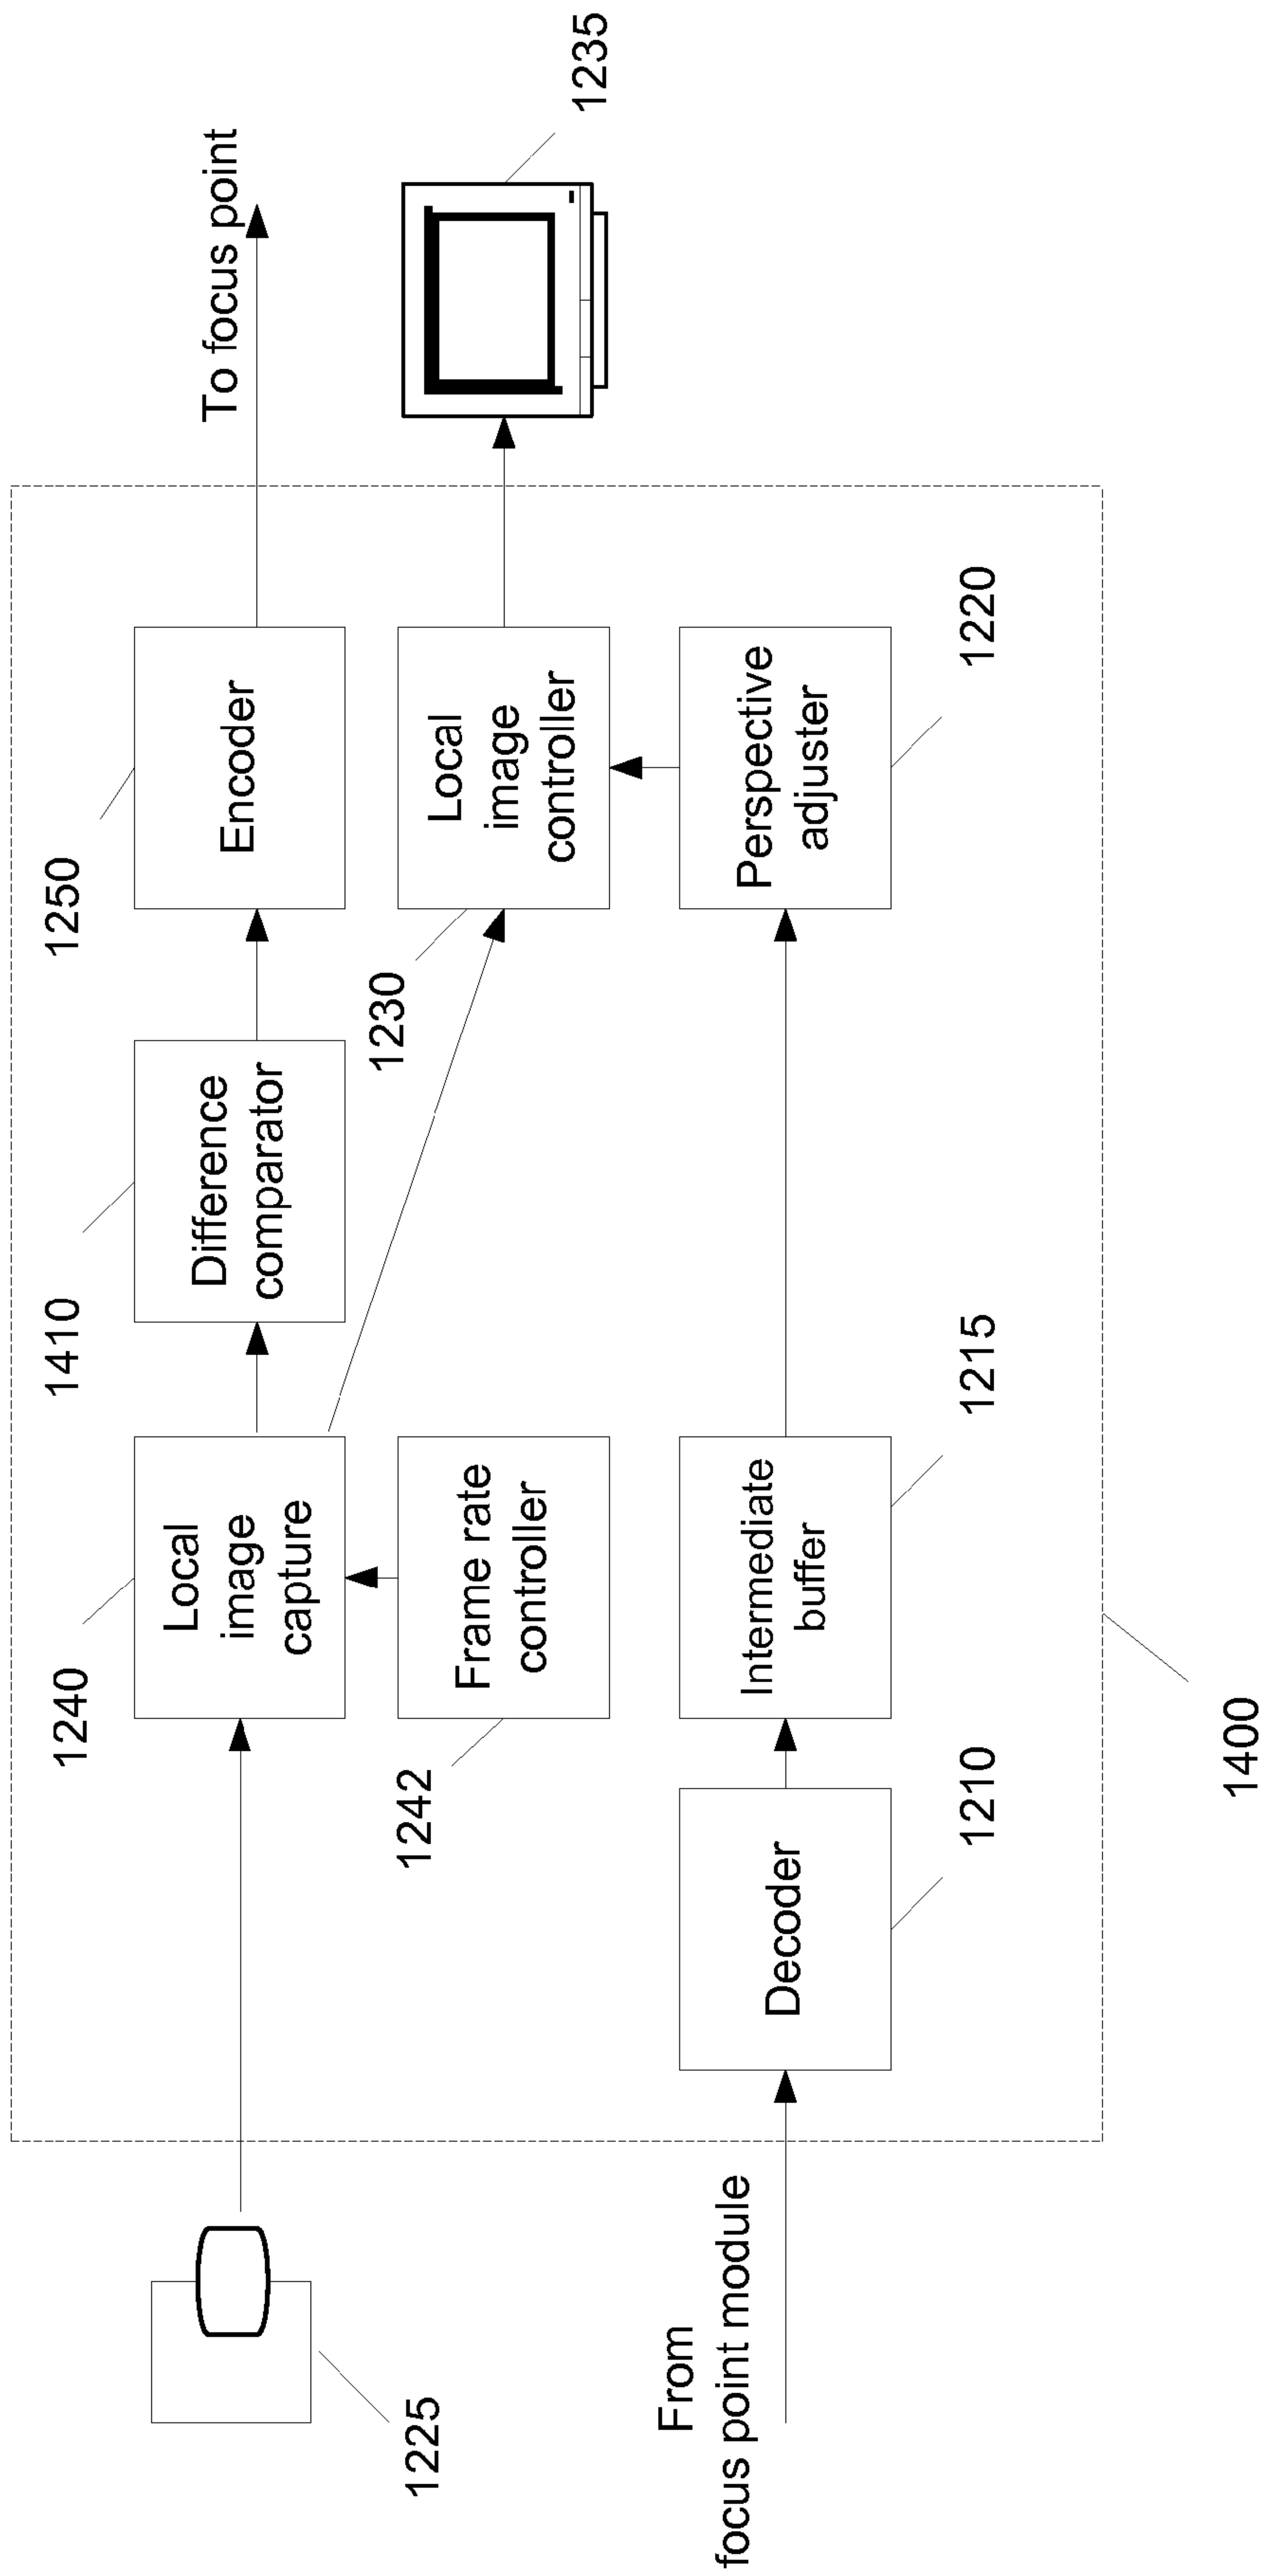 To focus point
1235
1250
Encoder
1410
Difference
comparator
1240
Local
image
capture
1225
1230
Local
image
controller
1242
Frame rate
controller
1220
Perspective
adjuster
1215
Intermediate
buffer
1210
Decoder
From
focus point module
1400